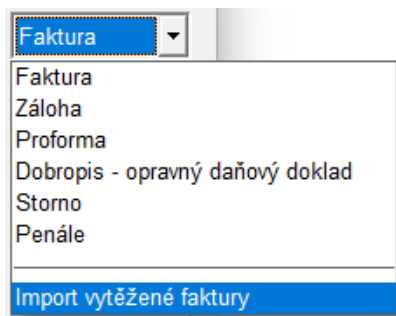 Faktura
Faktura
Záloha
Proforma
Dobropis - opravný daňový doklad
Storno
Penále
Import vytěžené faktury